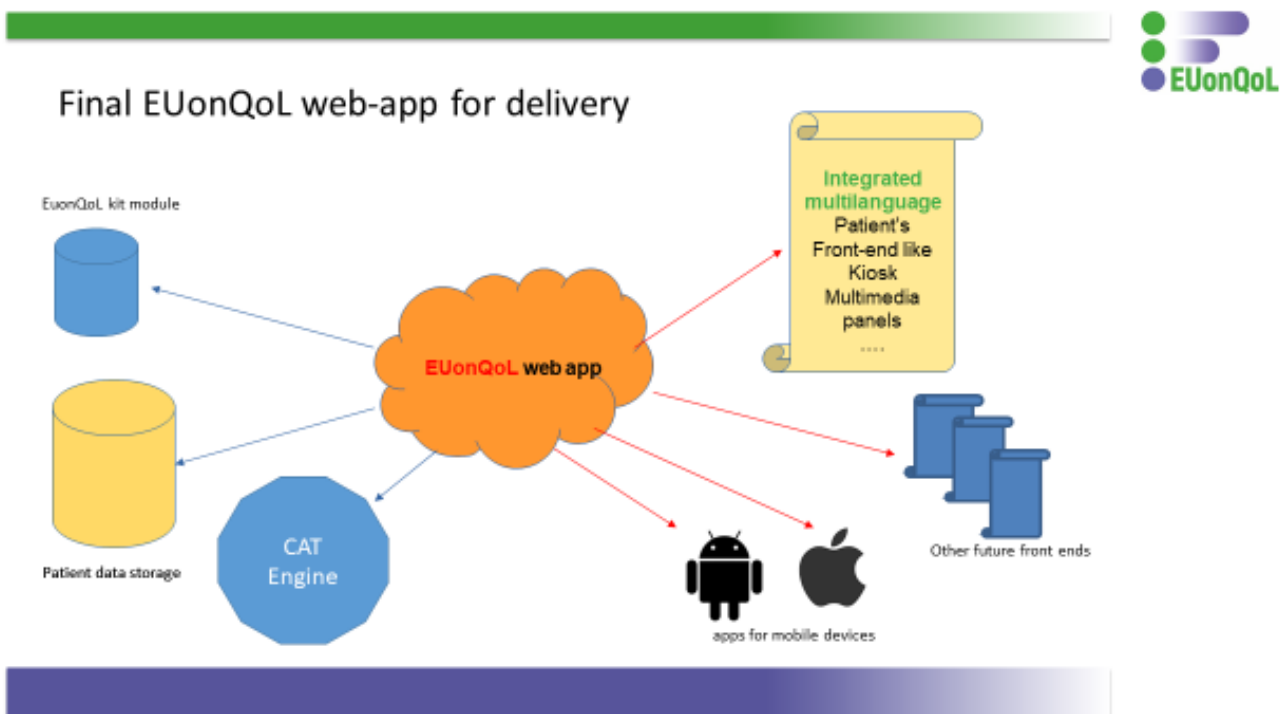 EUonQoL
Final EUonQoL web-app for delivery
EuonQoL kit module
Integrated
multilanguage
Patient's
Front-end like
Kiosk
Multimedia
panels
....
EUonQoL web app
Patient data storage
CAT
Engine
Other future front ends
apps for mobile devices